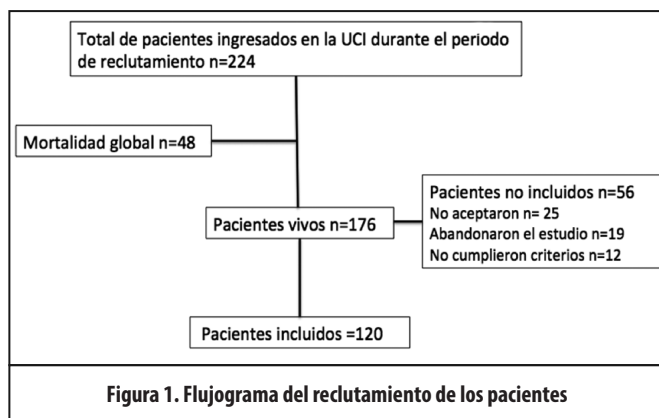 Total de pacientes ingresados en la UCI durante el periodo
de reclutamiento n=224
Mortalidad global n=48
Pacientes no incluidos n=56
No aceptaron n= 25
Abandonaron el estudio n=19
No cumplieron criterios n=12
Pacientes vivos n=176
Pacientes incluidos =120
Figura 1. Flujograma del reclutamiento de los pacientes